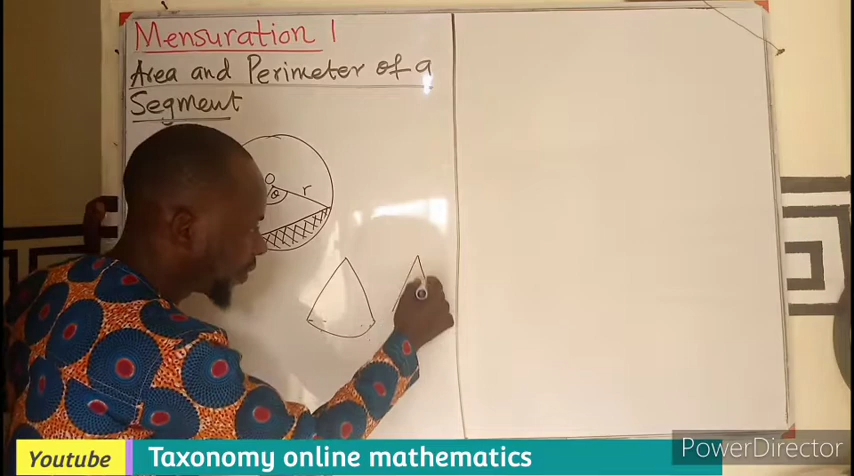 Mensuration 1
Area and Perimeter of a
Segment
O
θ
r
Youtube Taxonomy online mathematics
PowerDirector